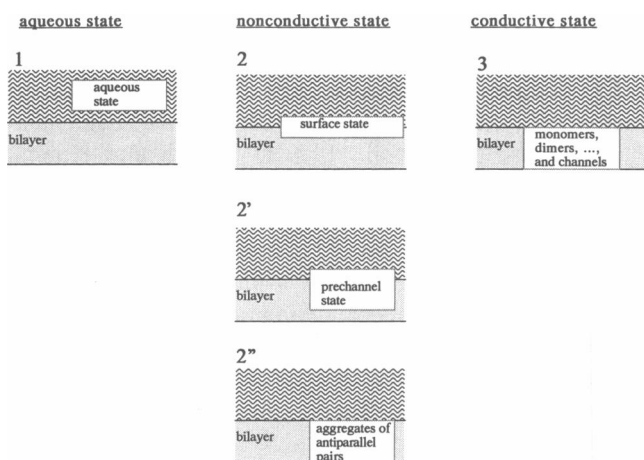 aqueous state
nonconductive state
conductive state
1
aqueous
state
bilayer
2
surface state
bilayer
3
monomers,
dimers, ...,
and channels
bilayer
2'
prechannel
state
bilayer
2"
aggregates of
antiparallel
pairs
bilayer